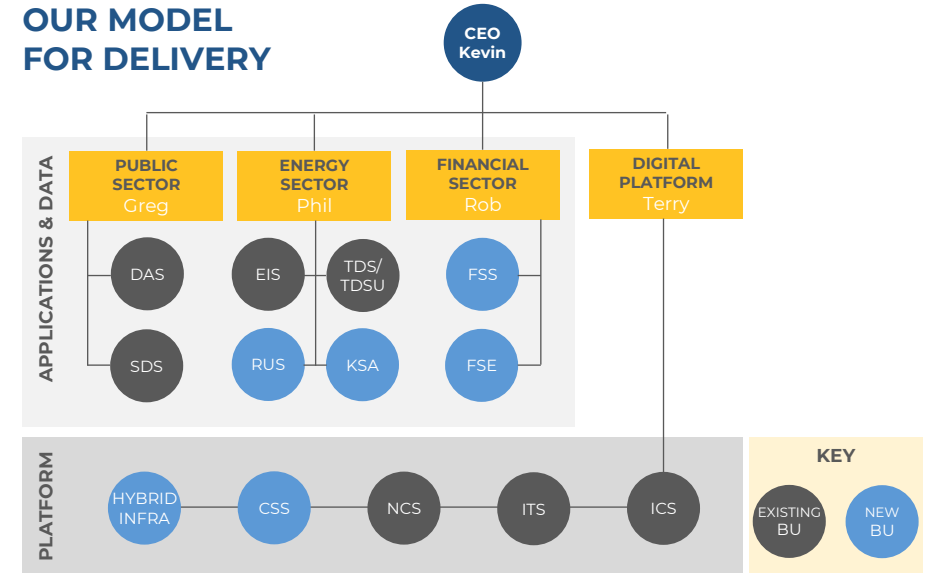 OUR MODEL
FOR DELIVERY
CEO
Kevin
APPLICATIONS & DATA
PUBLIC
SECTOR
Greg
ENERGY
SECTOR
Phil
FINANCIAL
SECTOR
Rob
DIGITAL
PLATFORM
Terry
DAS
EIS
TDS/
TDSU
FSS
SDS
RUS
KSA
FSE
PLATFORM
HYBRID
INFRA
CSS
NCS
ITS
ICS
KEY
EXISTING
BU
NEW
BU